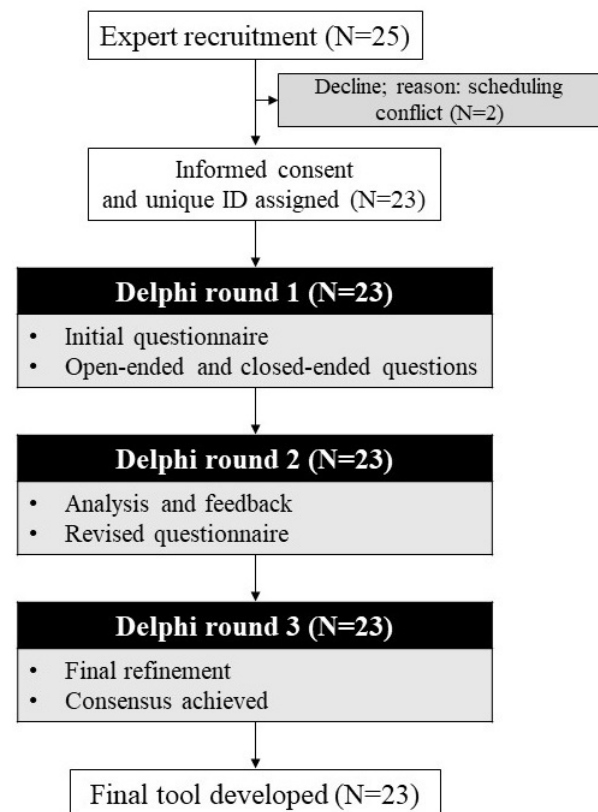 Expert recruitment (N=25)
Decline; reason: scheduling
conflict (N=2)
Informed consent
and unique ID assigned (N=23)
Delphi round 1 (N=23)
• Initial questionnaire
• Open-ended and closed-ended questions
Delphi round 2 (N=23)
• Analysis and feedback
• Revised questionnaire
Delphi round 3 (N=23)
• Final refinement
• Consensus achieved
Final tool developed (N=23)